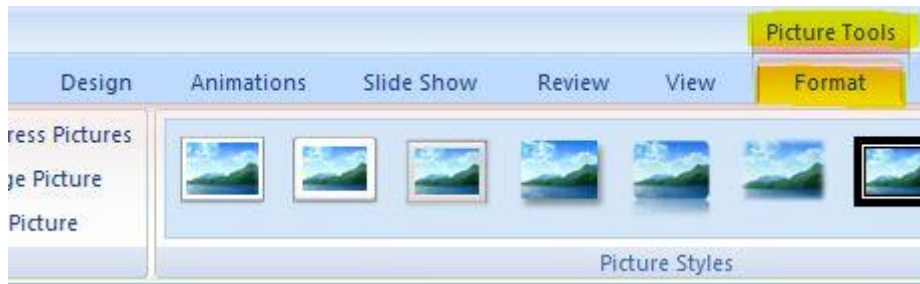 Picture Tools
Design Animations Slide Show Review View Format
ress Pictures
ge Picture
Picture
Picture Styles